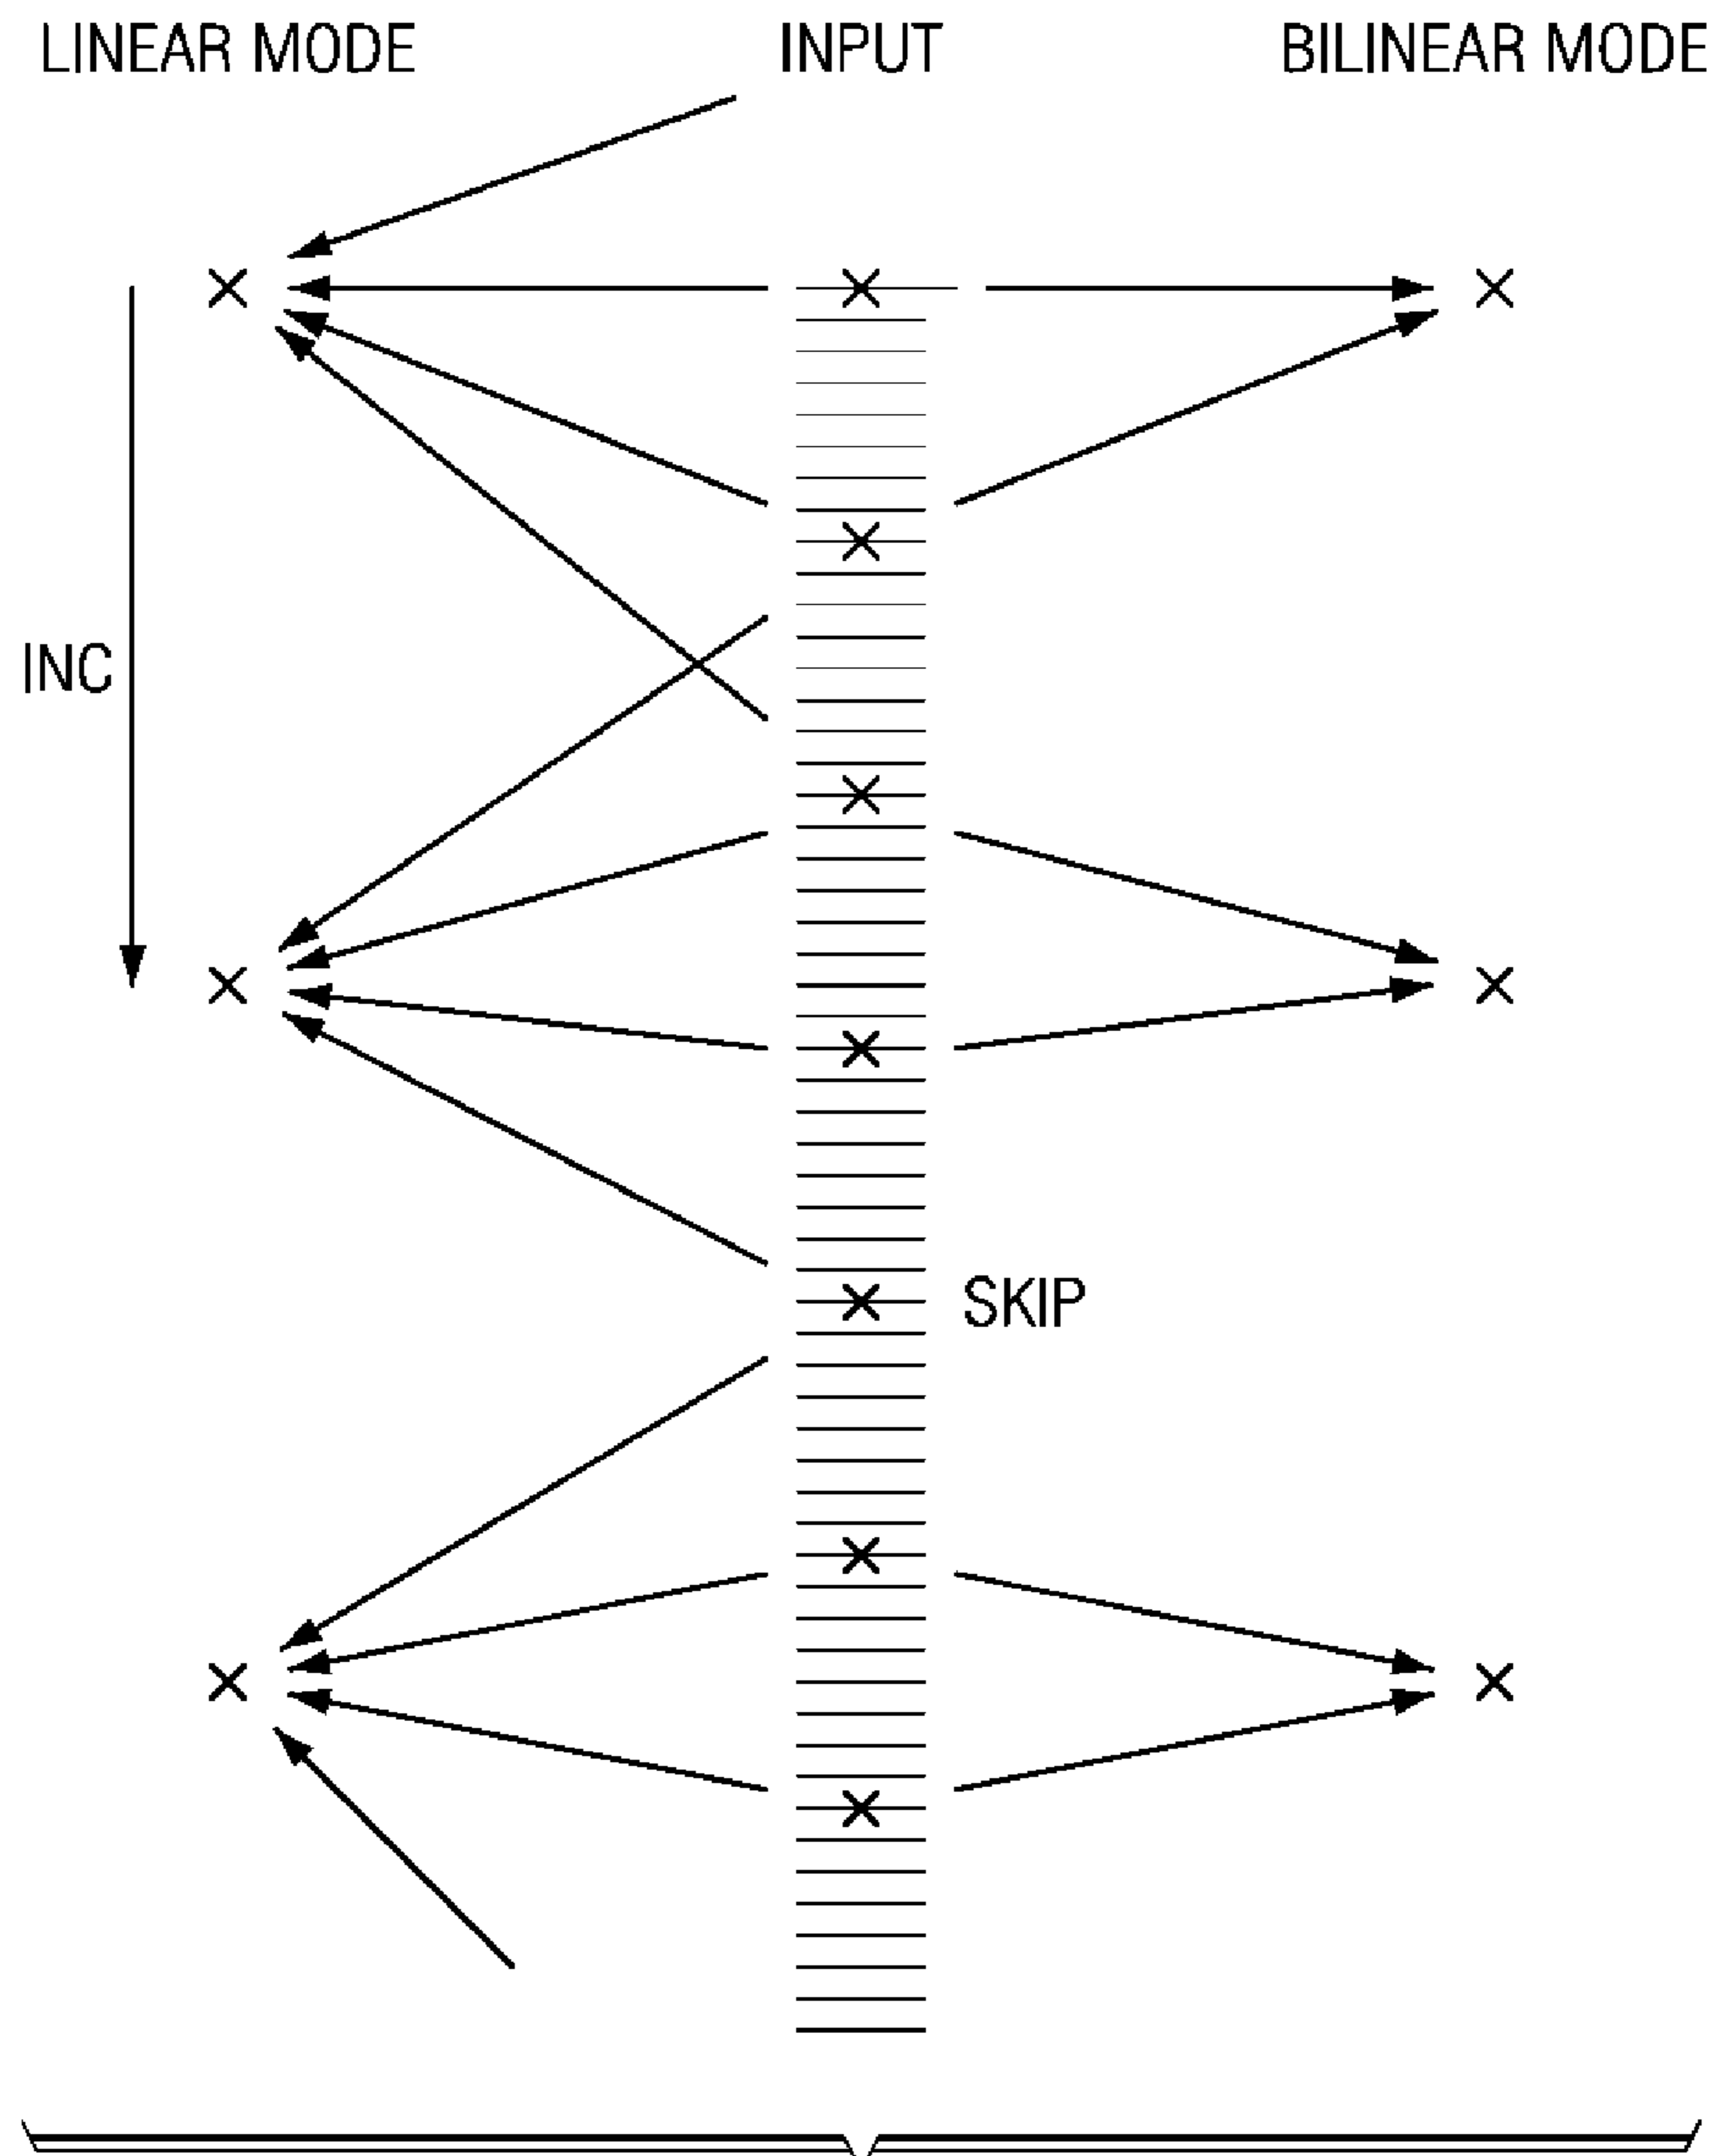 LINEAR MODE
INPUT
BILINEAR MODE
INC
SKIP